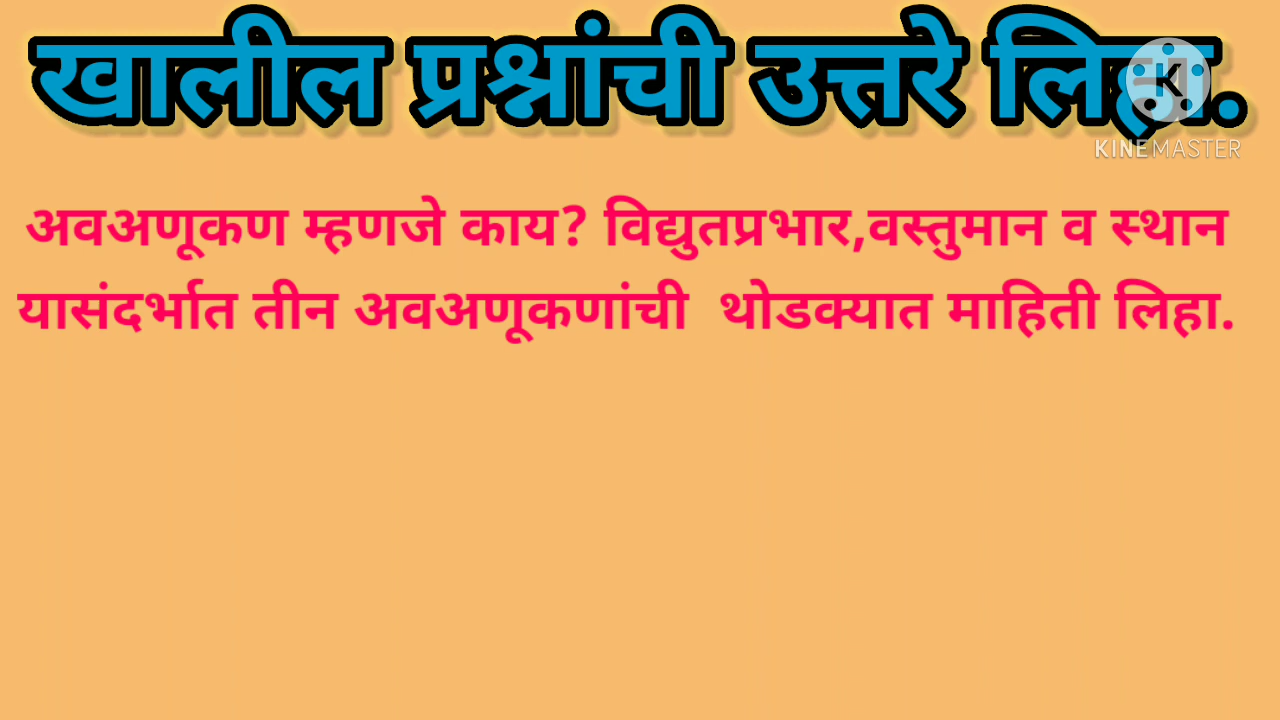 खालील प्रश्नांची उत्तरे लिहा.
KINEMASTER
अवअणूकण म्हणजे काय? विद्युतप्रभार,वस्तुमान व स्थान
यासंदर्भात तीन अवअणूकणांची थोडक्यात माहिती लिहा.